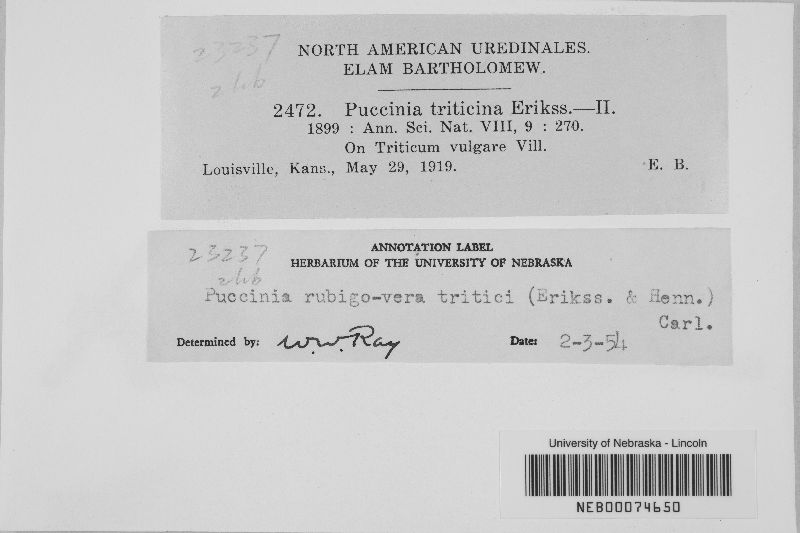 23237
NORTH AMERICAN UREDINALES.
ELAM BARTHOLOMEW.
2472. Puccinia triticina Erikss.—II.
1899 : Ann. Sci. Nat. VIII, 9 : 270.
On Triticum vulgare Vill.
Louisville, Kans., May 29, 1919. E. B.
23237
ANNOTATION LABEL
HERBARIUM OF THE UNIVERSITY OF NEBRASKA
Puccinia rubigo-vera tritici (Erikss. & Henn.)
Carl.
Determined by: W.W. Ray Date: 2-3-54
University of Nebraska - Lincoln
NEB00074650